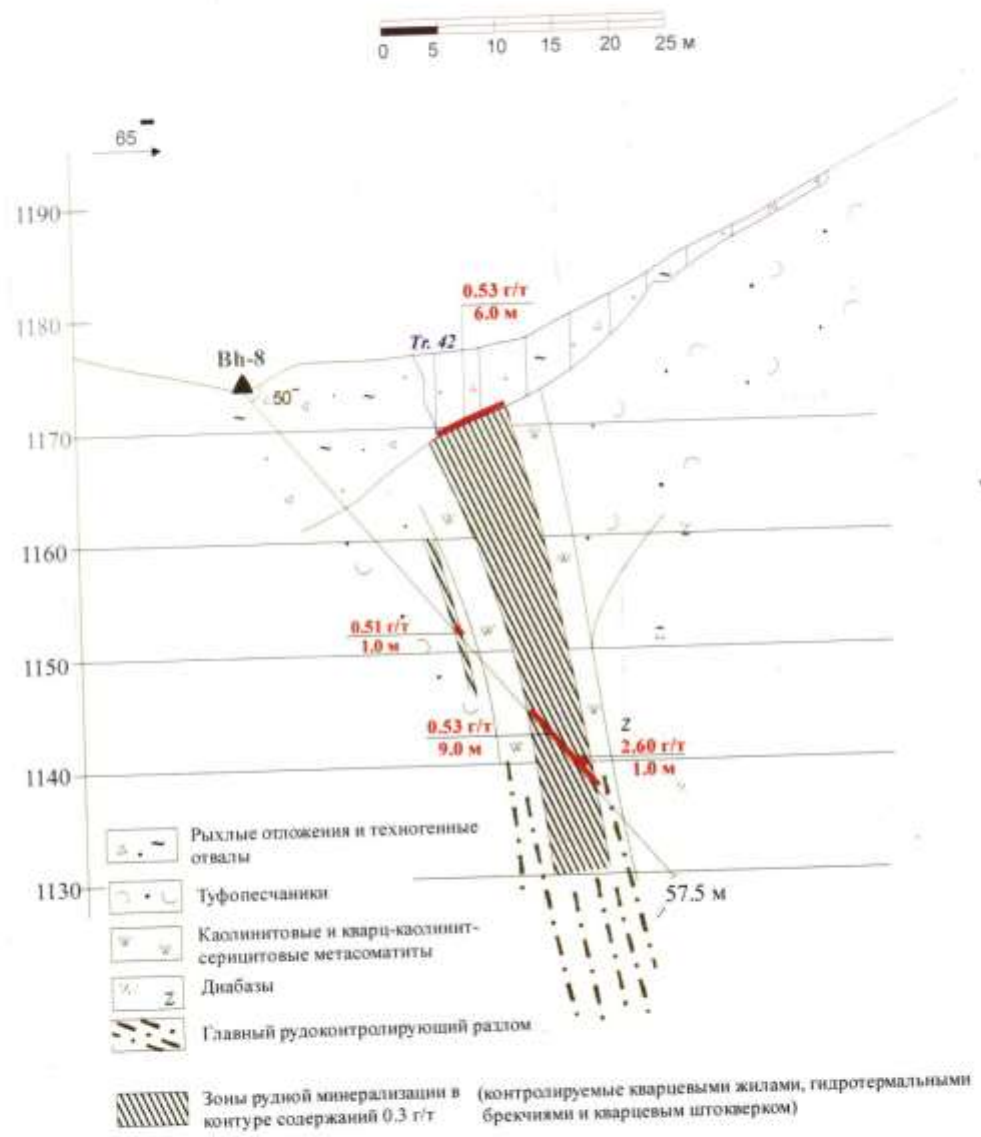 0 5 10 15 20 25 м
65
1190
1180
1170
1160
1150
1140
1130
0.53 г/т
6.0 м
Tr. 42
Bh-8
50
0.51 г/т
1.0 м
0.53 г/т
9.0 м
Z
2.60 г/т
1.0 м
57.5 м
Рыхлые отложения и техногенные
отвалы
Туфопесчаники
Каолинитовые и кварц-каолинит-
серицитовые метасоматиты
Z
Диабазы
Главный рудоконтролирующий разлом
Зоны рудной минерализации в (контролируемые кварцевыми жилами, гидротермальными
контуре содержаний 0.3 г/т брекчиями и кварцевым штокверком)